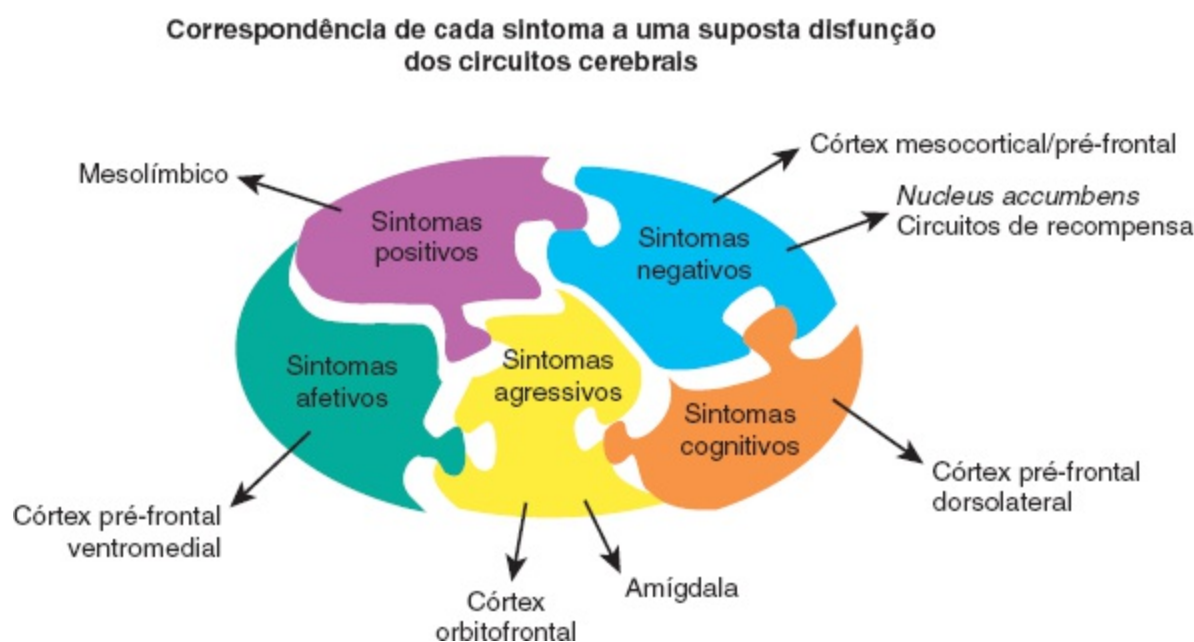 Correspondência de cada sintoma a uma suposta disfunção
dos circuitos cerebrais
Córtex mesocortical/pré-frontal
Mesolímbico
Nucleus accumbens
Circuitos de recompensa
Sintomas
positivos
Sintomas
negativos
Sintomas
afetivos
Sintomas
agressivos
Sintomas
cognitivos
Córtex pré-frontal
dorsolateral
Córtex pré-frontal
ventromedial
Amígdala
Córtex
orbitofrontal